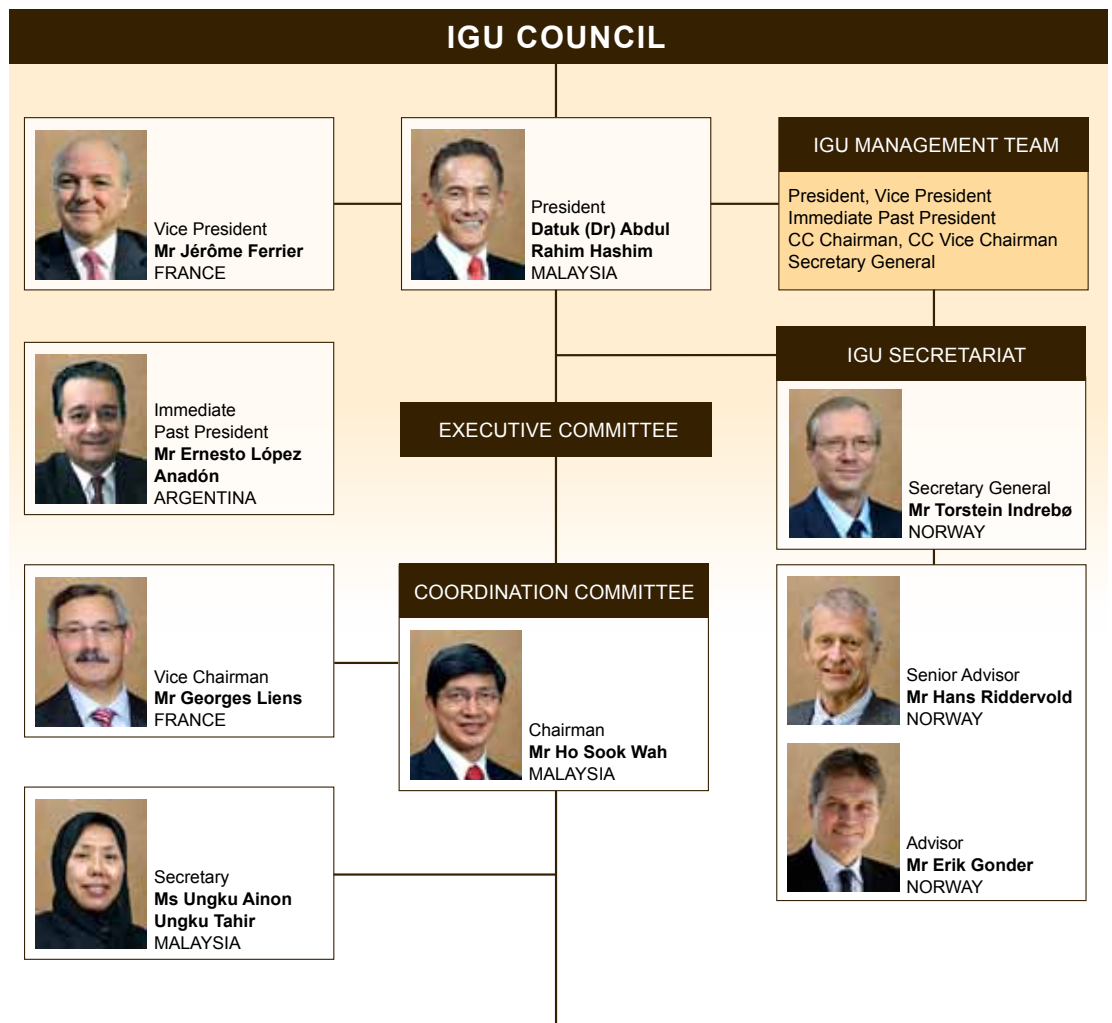 IGU COUNCIL
Vice President
Mr Jérôme Ferrier
FRANCE
President
Datuk (Dr) Abdul
Rahim Hashim
MALAYSIA
IGU MANAGEMENT TEAM
President, Vice President
Immediate Past President
CC Chairman, CC Vice Chairman
Secretary General
Immediate
Past President
Mr Ernesto López
Anadón
ARGENTINA
EXECUTIVE COMMITTEE
IGU SECRETARIAT
Secretary General
Mr Torstein Indrebø
NORWAY
Vice Chairman
Mr Georges Liens
FRANCE
COORDINATION COMMITTEE
Chairman
Mr Ho Sook Wah
MALAYSIA
Senior Advisor
Mr Hans Riddervold
NORWAY
Advisor
Mr Erik Gonder
NORWAY
Secretary
Ms Ungku Ainon
Ungku Tahir
MALAYSIA